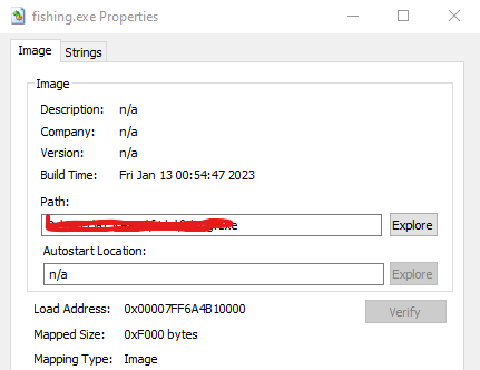 fishing.exe Properties
Image Strings
Image
Description: n/a
Company: n/a
Version: n/a
Build Time: Fri Jan 13 00:54:47 2023
Path:
Explore
Autostart Location:
n/a Explore
Load Address: 0x00007FF6A4B10000 Verify
Mapped Size: 0xF000 bytes
Mapping Type: Image